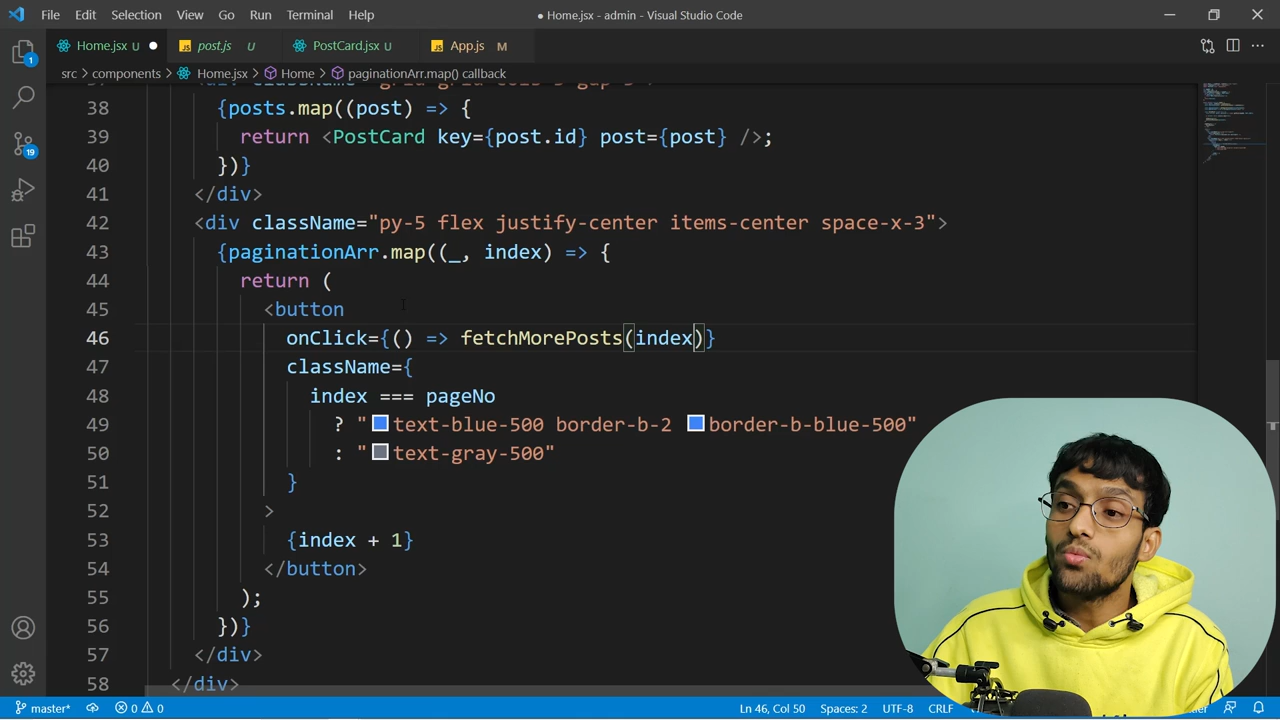 File Edit Selection View Go Run Terminal Help ● Home.jsx - admin - Visual Studio Code
Home.jsx ● JS post.js U PostCard.jsx U JS App.js M
src > components > Home.jsx > Home > paginationArr.map() callback
38 {posts.map((post) => {
39 return <PostCard key={post.id} post={post} />;
40 })}
41 </div>
42 <div className="py-5 flex justify-center items-center space-x-3">
43 {paginationArr.map((_, index) => {
44 return (
45 <button
46 onClick={() => fetchMorePosts(index)}
47 className={
48 index === pageNo
49 ? "text-blue-500 border-b-2 border-b-blue-500"
50 : "text-gray-500"
51 }
52 >
53 {index + 1}
54 </button>
55 );
56 })}
57 </div>
58 </div>
1
19
master* 0 0 Ln 46, Col 50 Spaces: 2 UTF-8 CRLF